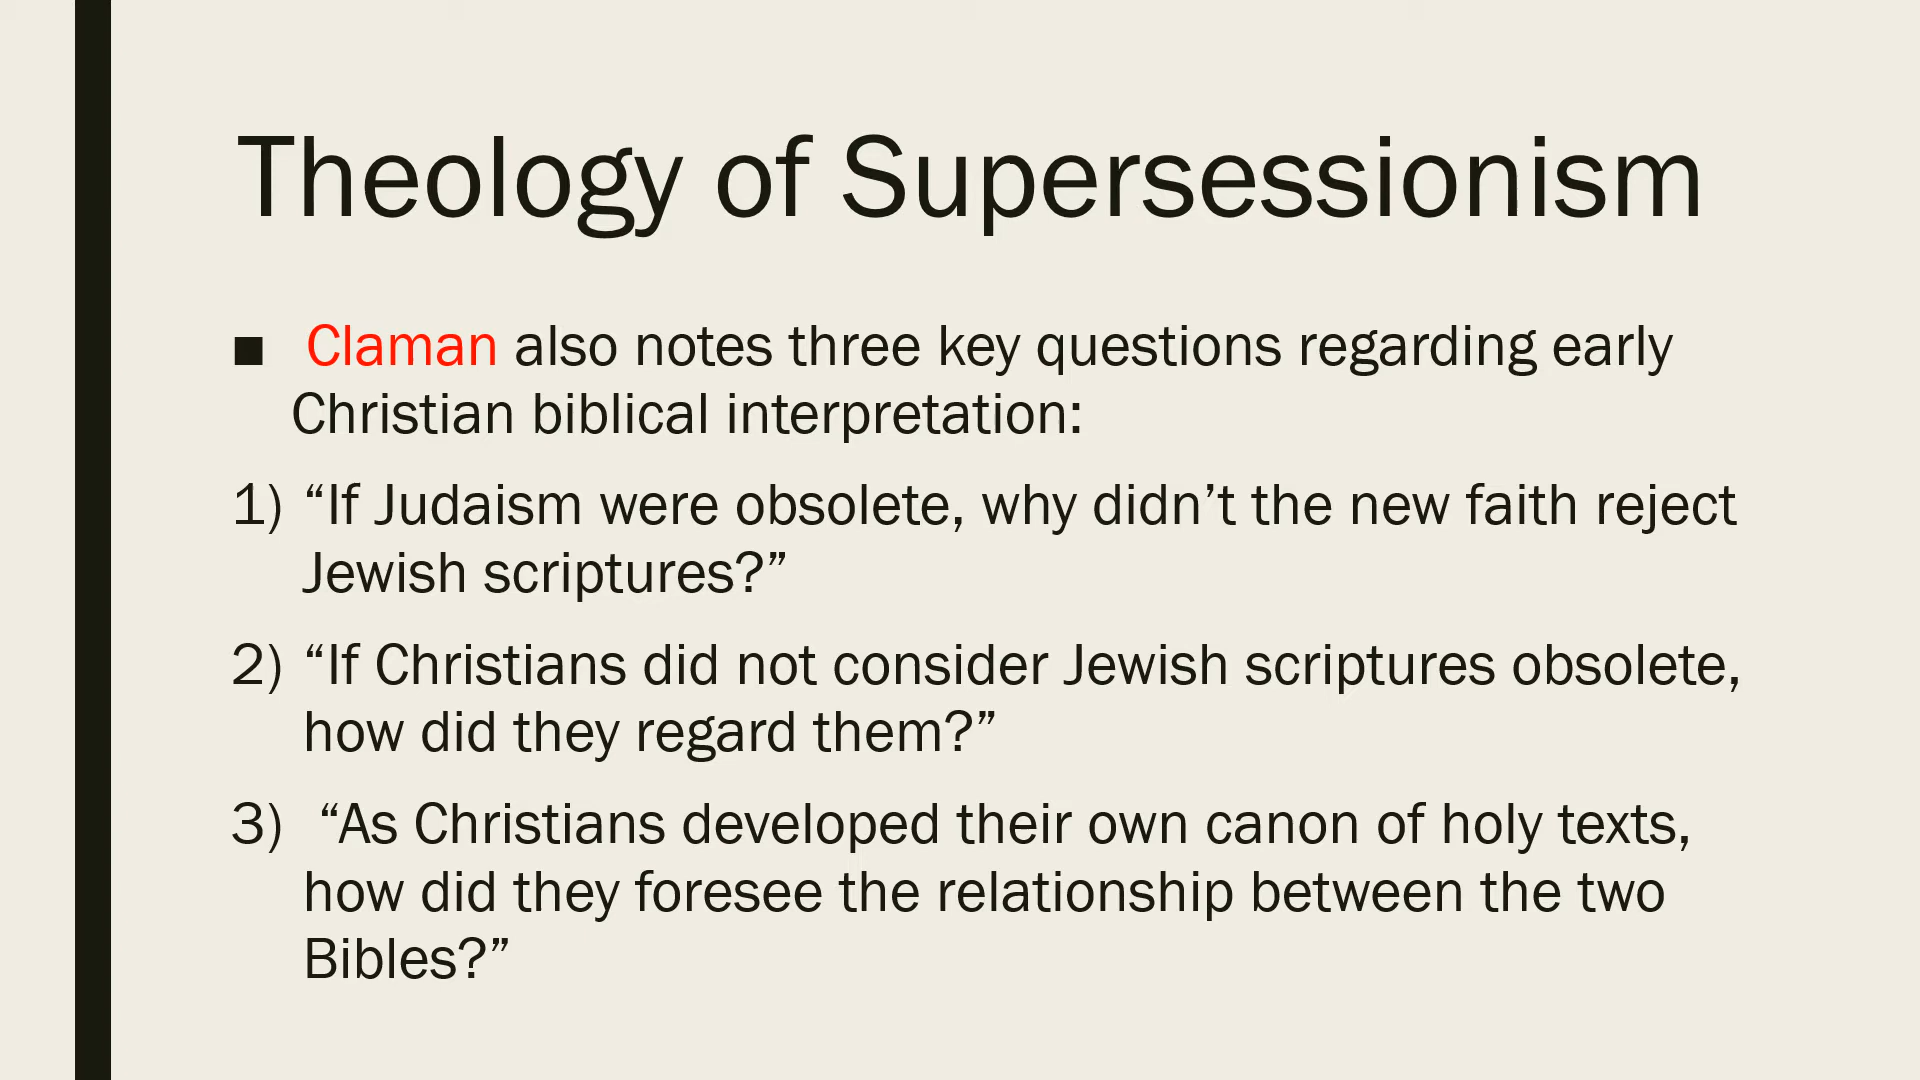 Theology of Supersessionism
■ Claman also notes three key questions regarding early
Christian biblical interpretation:
1) “If Judaism were obsolete, why didn’t the new faith reject
Jewish scriptures?”
2) “If Christians did not consider Jewish scriptures obsolete,
how did they regard them?”
3) “As Christians developed their own canon of holy texts,
how did they foresee the relationship between the two
Bibles?”